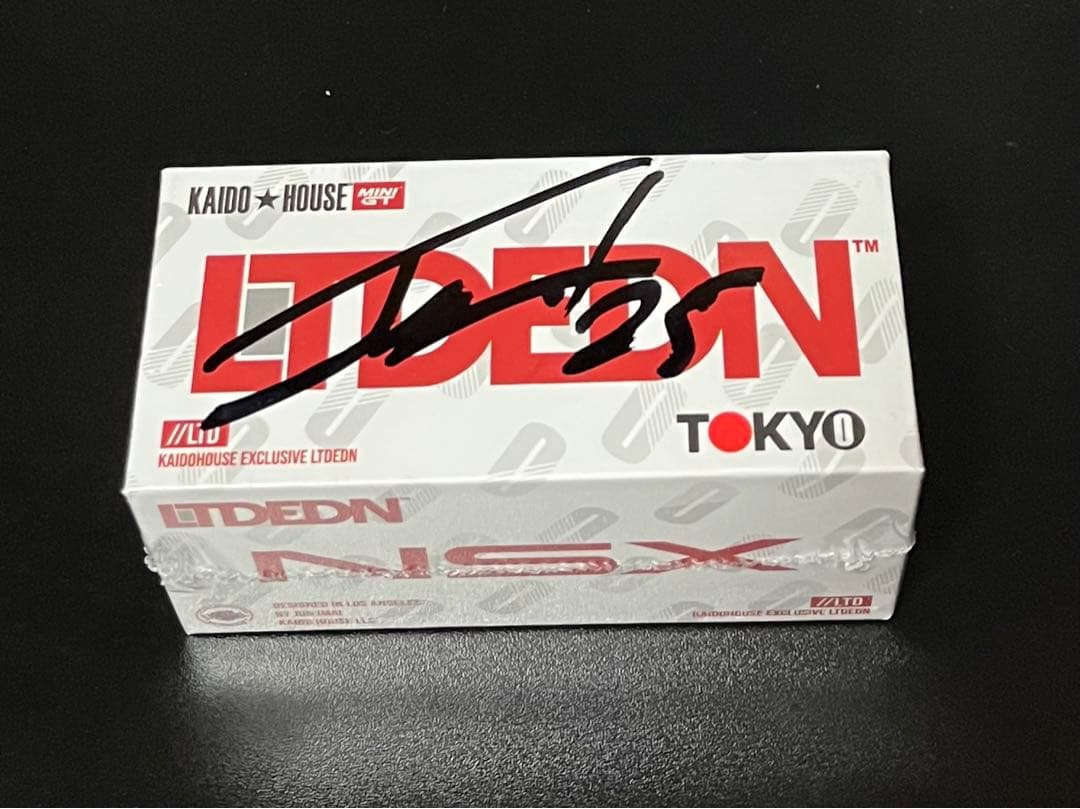 KAIDO★HOUSE MINI GT
LTDEDN™
25
//LTD
KAIDOHOUSE EXCLUSIVE LTDEDN
TOKYO
LTDEDN
NSX
DESIGNED IN LOS ANGELES
BY JUN IMAI
KAIDO HOUSE LLC
//LTD
KAIDOHOUSE EXCLUSIVE LTDEDN